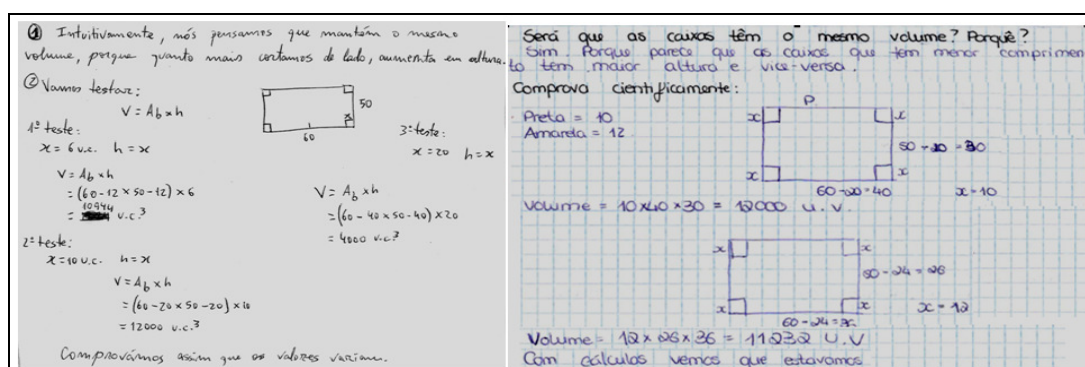 ① Intuitivamente, nós pensamos que mantém o mesmo
volume, porque quanto mais cortamos de lado, aumenta em altura.
② Vamos testar:
V = Ab × h
50
x
60
1º teste:
x = 6 u.c. h = x
V = Ab × h
= (60 - 12 × 50 - 12) × 6
= 10944 u.c³
2º teste:
x = 10 u.c. h = x
V = Ab × h
= (60 - 20 × 50 - 20) × 10
= 12000 u.c.³
3º teste:
x = 20 h = x
V = Ab × h
= (60 - 40 × 50 - 40) × 20
= 4000 u.c.³
Comprovámos assim que os valores variam.
Será que as caixas têm o mesmo volume? Porquê?
Sim. Porque parece que as caixas que têm menor comprimen
to têm maior altura e vice-versa.
Comprova cientificamente:
Preta = 10
Amarela = 12
P
x x
50 - 20 = 30
x x
60 - 20 = 40 x = 10
Volume = 10 × 40 × 30 = 12000 u.v.
x x
50 - 24 = 26
x x x = 12
60 - 24 = 36
Volume = 12 × 26 × 36 = 11232 u.v
Com cálculos vemos que estavamos